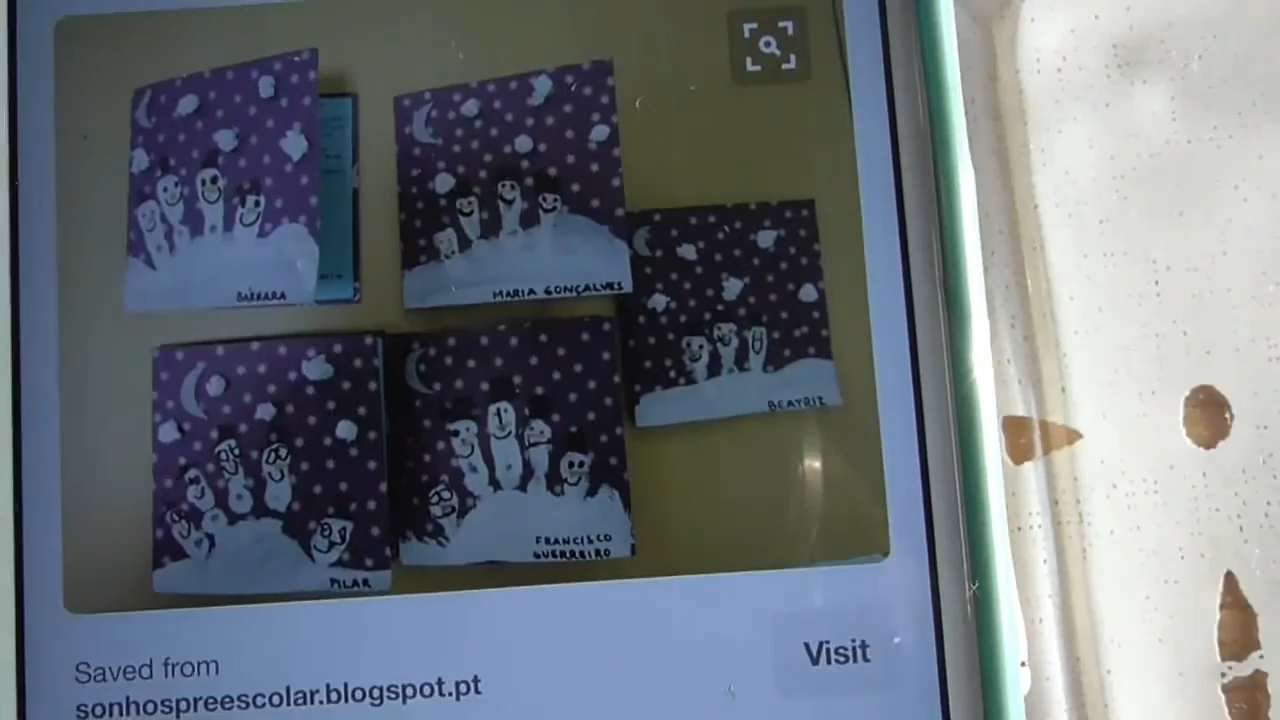 BÁRBARA
MARIA GONÇALVES
BEATRIZ
PILAR
FRANCISCO
GUERREIRO
Saved from
sonhospreescolar.blogspot.pt
Visit